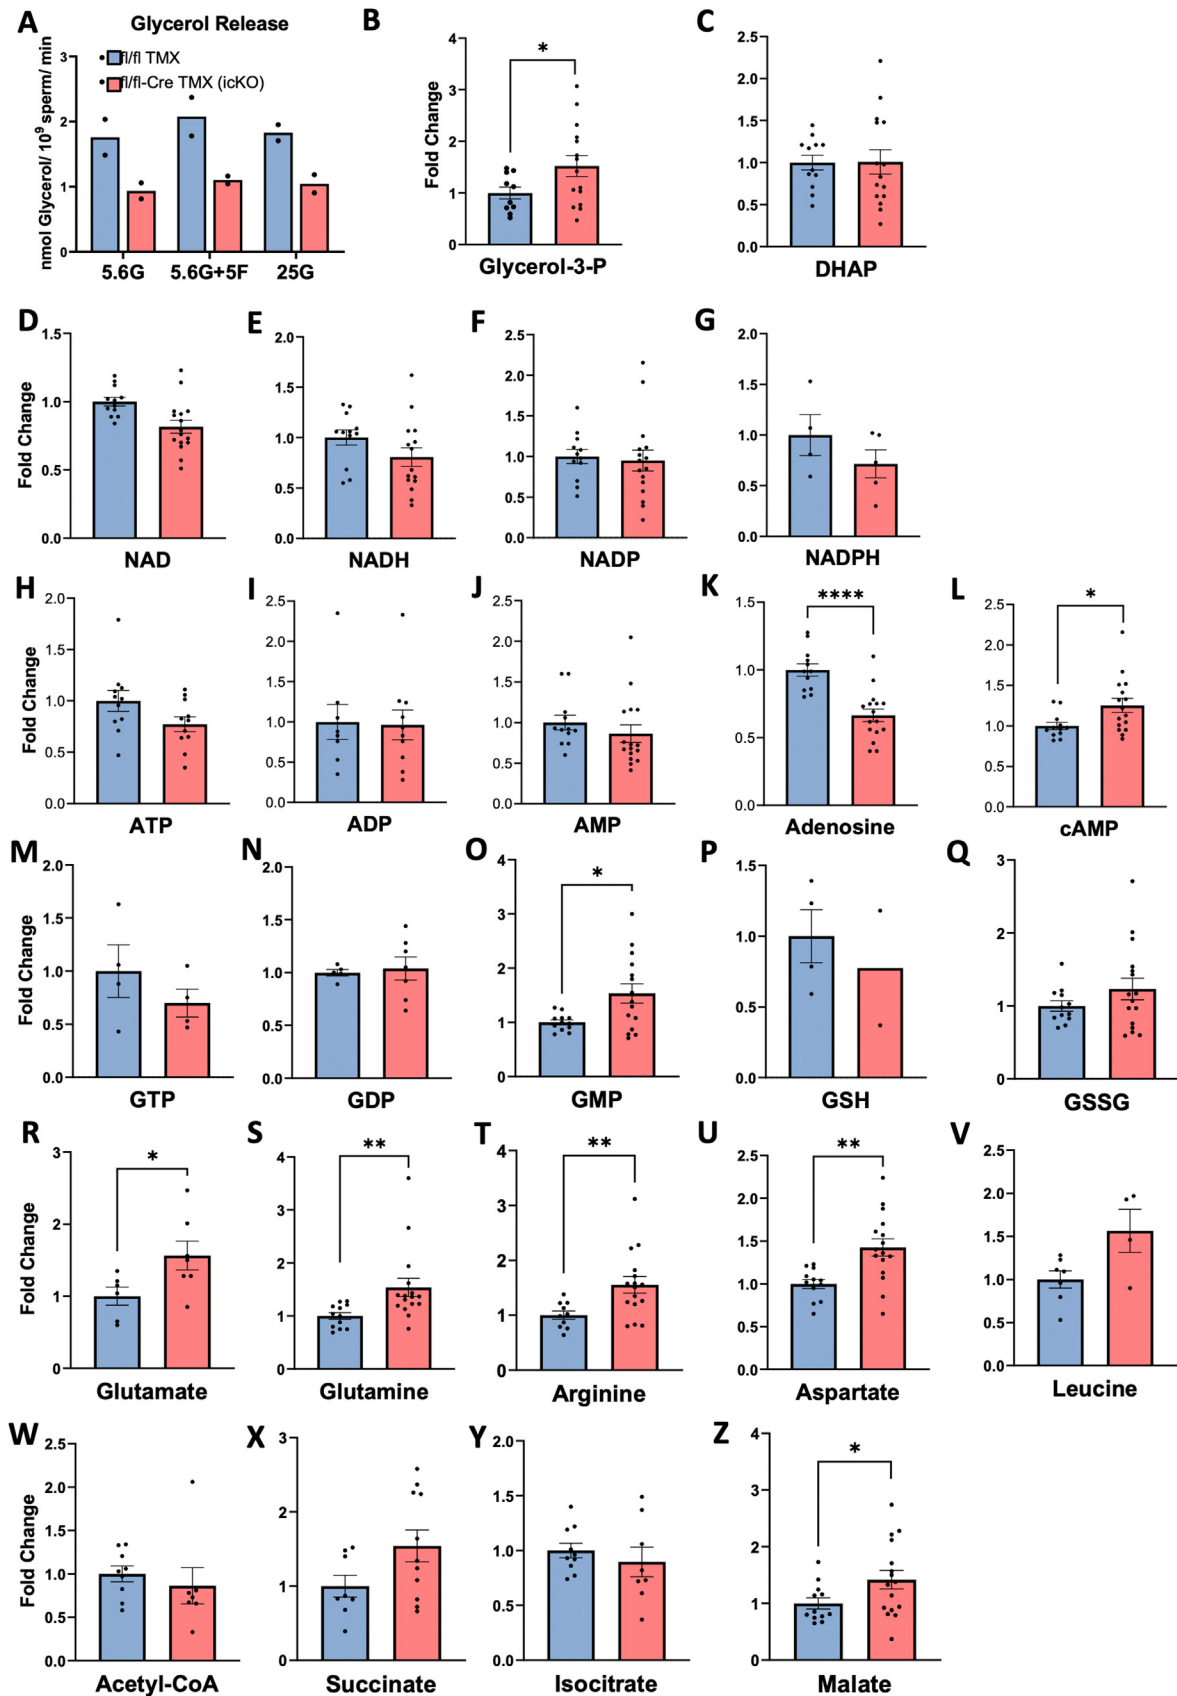 A
Glycerol Release
fl/fl TMX
fl/fl-Cre TMX (icKO)
nmol Glycerol/ 10⁹ sperm/ min
3
2
1
0
5.6G 5.6G+5F 25G
B
*
Fold Change
4
3
2
1
0
Glycerol-3-P
C
2.5
2.0
1.5
1.0
0.5
0.0
DHAP
D
Fold Change
1.5
1.0
0.5
0.0
NAD
E
2.0
1.5
1.0
0.5
0.0
NADH
F
2.5
2.0
1.5
1.0
0.5
0.0
NADP
G
2.0
1.5
1.0
0.5
0.0
NADPH
H
Fold Change
2.0
1.5
1.0
0.5
0.0
ATP
I
2.5
2.0
1.5
1.0
0.5
0.0
ADP
J
2.5
2.0
1.5
1.0
0.5
0.0
AMP
K
****
1.5
1.0
0.5
0.0
Adenosine
L
*
2.5
2.0
1.5
1.0
0.5
0.0
cAMP
M
Fold Change
2.0
1.5
1.0
0.5
0.0
GTP
N
2.0
1.5
1.0
0.5
0.0
GDP
O
*
4
3
2
1
0
GMP
P
1.5
1.0
0.5
0.0
GSH
Q
3
2
1
0
GSSG
R
*
Fold Change
3
2
1
0
Glutamate
S
**
4
3
2
1
0
Glutamine
T
**
4
3
2
1
0
Arginine
U
**
2.5
2.0
1.5
1.0
0.5
0.0
Aspartate
V
2.5
2.0
1.5
1.0
0.5
0.0
Leucine
W
Fold Change
2.5
2.0
1.5
1.0
0.5
0.0
Acetyl-CoA
X
3
2
1
0
Succinate
Y
2.0
1.5
1.0
0.5
0.0
Isocitrate
Z
*
4
3
2
1
0
Malate